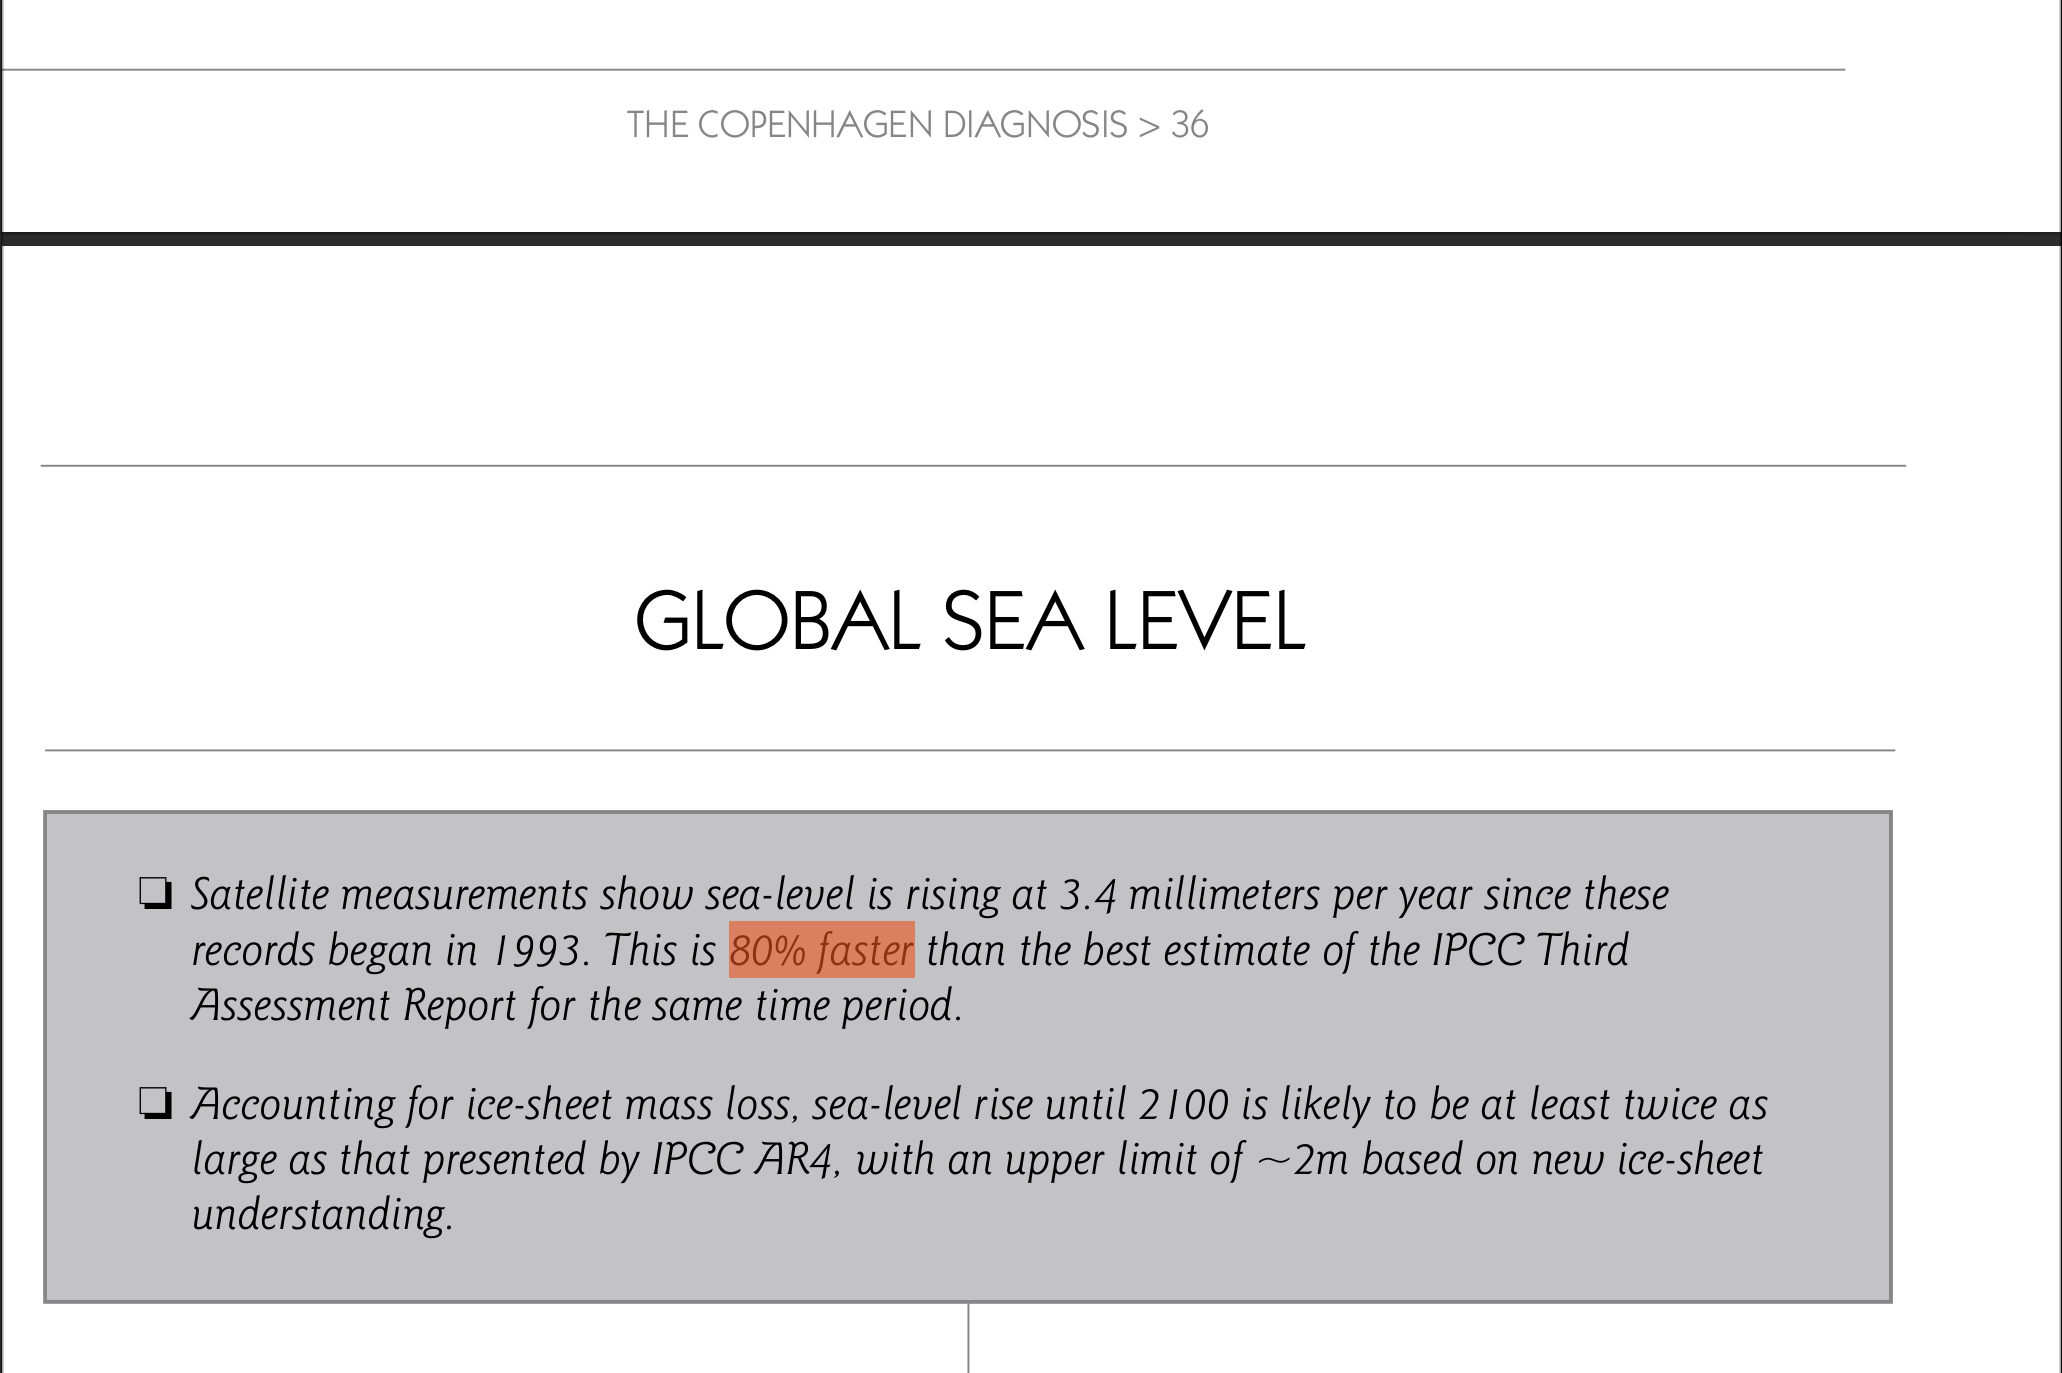 THE COPENHAGEN DIAGNOSIS > 36
GLOBAL SEA LEVEL
❏ Satellite measurements show sea-level is rising at 3.4 millimeters per year since these
records began in 1993. This is 80% faster than the best estimate of the IPCC Third
Assessment Report for the same time period.
❏ Accounting for ice-sheet mass loss, sea-level rise until 2100 is likely to be at least twice as
large as that presented by IPCC AR4, with an upper limit of ~2m based on new ice-sheet
understanding.